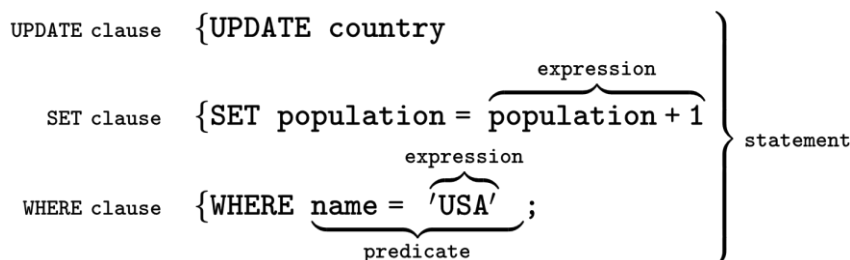 UPDATE clause {UPDATE country
expression
SET clause {SET population = population + 1
statement
expression
WHERE clause {WHERE name = 'USA' ;
predicate